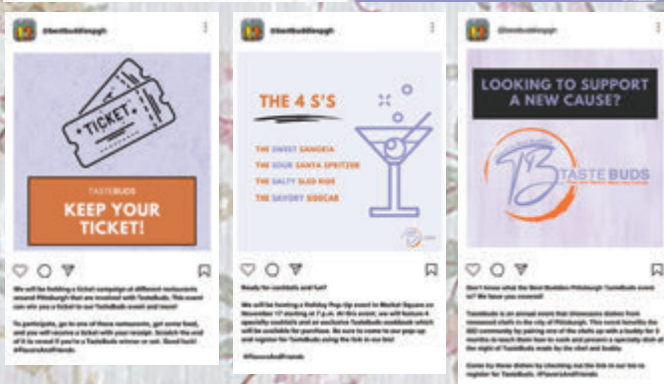 @bestbuddiespgh
TICKET
TASTEBUDS
KEEP YOUR
TICKET!
We will be holding a ticket campaign at different restaurants
around Pittsburgh that are involved with TasteBuds. This event
can win you a ticket to our TasteBuds event and more!
To participate, go to one of these restaurants, get some food,
and you will receive a ticket with your receipt. Scratch the end
of it to reveal if you're a TasteBuds winner or not. Good luck!
#FlavorsAndFriends
@bestbuddiespgh
THE 4 S'S
THE SWEET SANGRIA
THE SOUR SANTA SPRITZER
THE SALTY SLED RIDE
THE SAVORY SIDECAR
Ready for cocktails and fun?
We will be hosting a Holiday Pop-Up event in Market Square on
November 17 starting at 7 p.m. At this event, we will feature 4
specialty cocktails and an exclusive TasteBuds cookbook which
will be available for purchase. Be sure to come to our pop-up
and register for TasteBuds using the link in our bio!
#FlavorsAndFriends
@bestbuddiespgh
LOOKING TO SUPPORT
A NEW CAUSE?
TB
TASTEBUDS
Don't know what the Best Buddies Pittsburgh TasteBuds event
is? We have you covered!
TasteBuds is an annual event that showcases dishes from
renowned chefs in the city of Pittsburgh. This event benefits the
IDD community by pairing one of the chefs up with a buddy for 3
months to teach them how to cook and present a specialty dish at
the night of TasteBuds made by the chef and buddy.
Come try these dishes by checking out the link in our bio to
register for TasteBuds. #FlavorsAndFriends